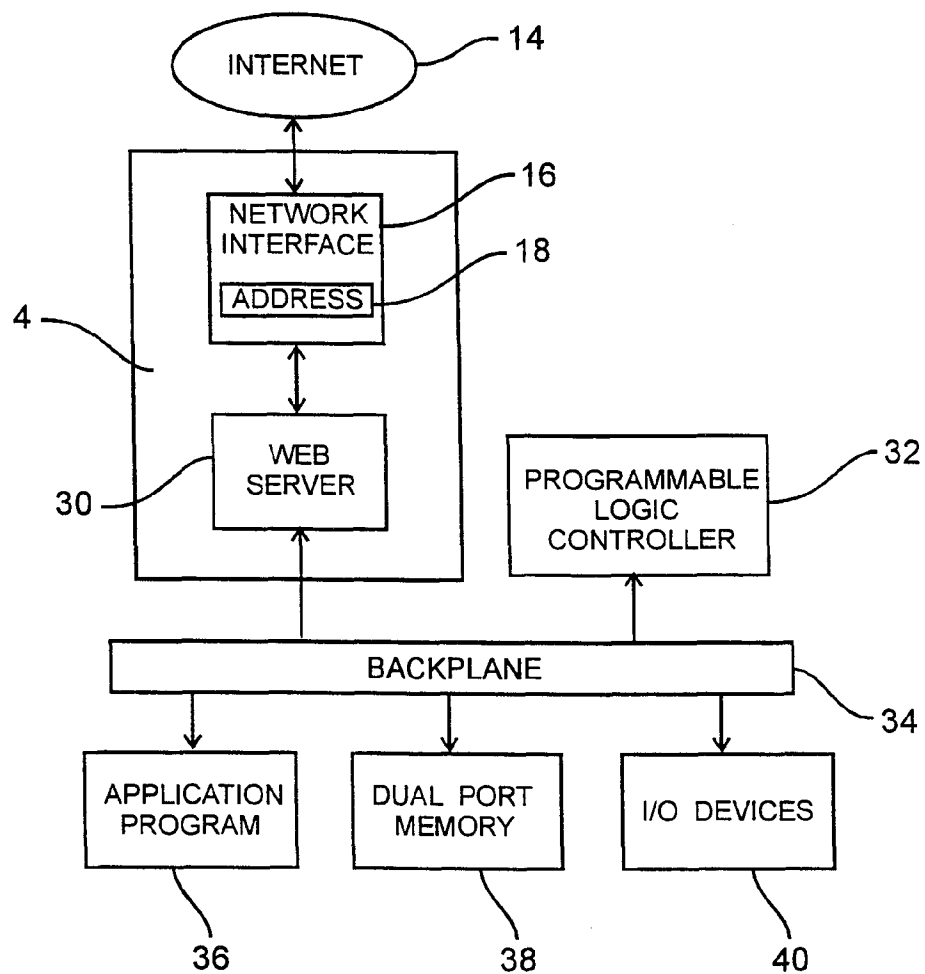 INTERNET
14
NETWORK
INTERFACE
16
ADDRESS
18
4
WEB
SERVER
30
PROGRAMMABLE
LOGIC
CONTROLLER
32
BACKPLANE
34
APPLICATION
PROGRAM
DUAL PORT
MEMORY
I/O DEVICES
36
38
40